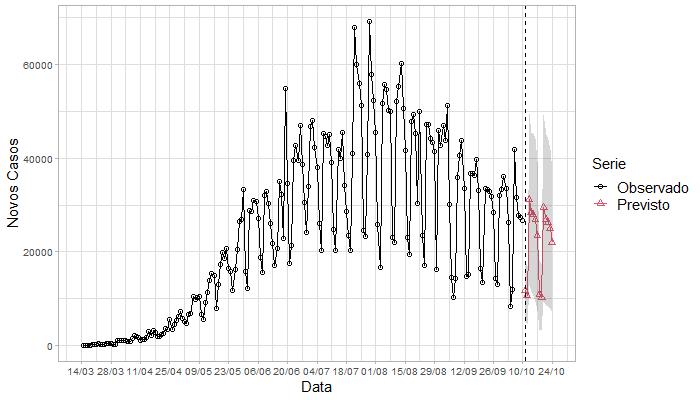 Novos Casos
60000
40000
20000
0
14/03 28/03 11/04 25/04 09/05 23/05 06/06 20/06 04/07 18/07 01/08 15/08 29/08 12/09 26/09 10/10 24/10
Data
Serie
Observado
Previsto